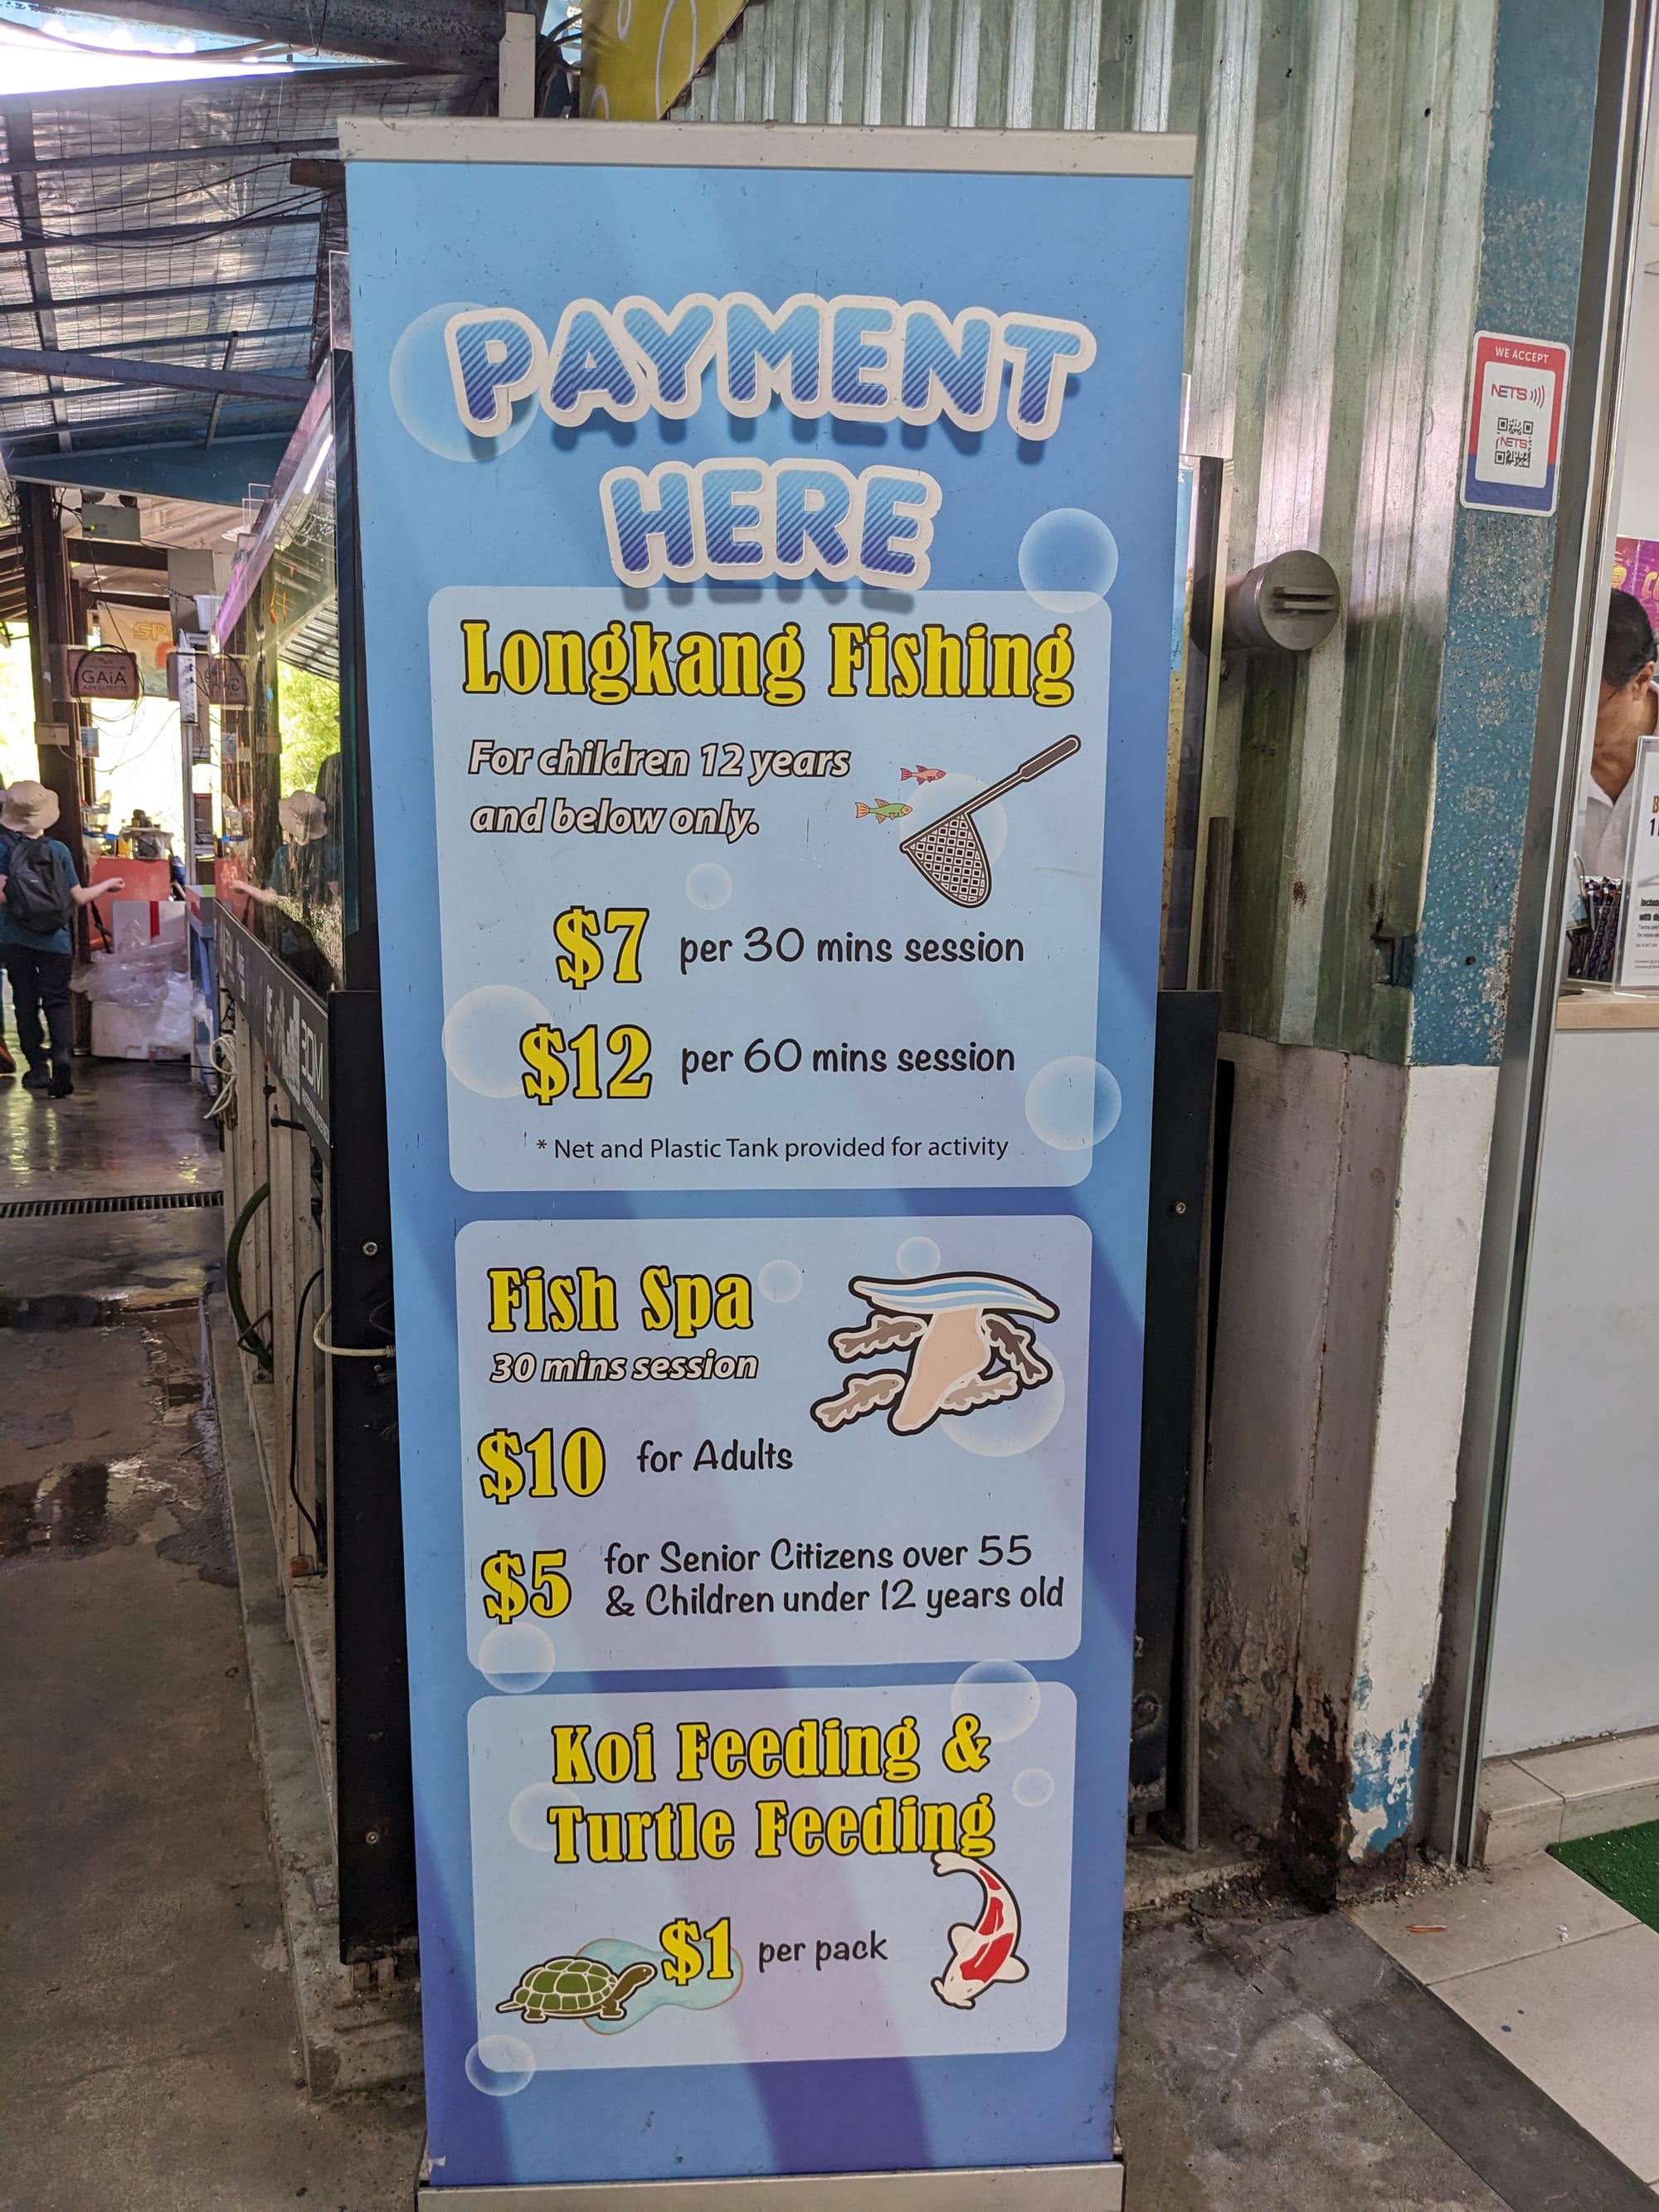 PAYMENT
HERE
Longkang Fishing
For children 12 years
and below only.
$7 per 30 mins session
$12 per 60 mins session
* Net and Plastic Tank provided for activity
Fish Spa
30 mins session
$10 for Adults
$5 for Senior Citizens over 55
& Children under 12 years old
Koi Feeding &
Turtle Feeding
$1 per pack
WE ACCEPT
NETS
NETS
GAiA